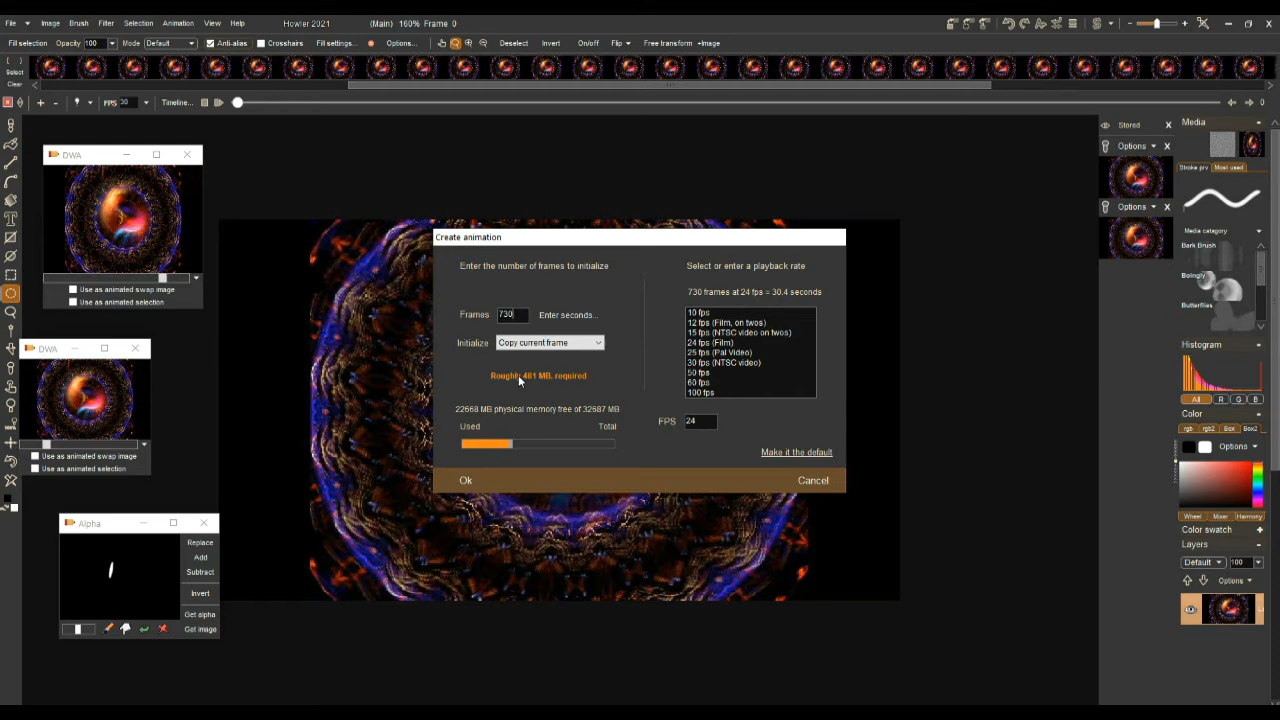 File Image Brush Filter Selection Animation View Help Howler 2021 (Main) 160% Frame 0
Fill selection Opacity 100 Mode Default Anti-alias Crosshairs Fill settings... Options... Deselect Invert On/off Flip Free transform +Image
Select
Clear
+ - FPS 30 Timeline... 0
DWA
Use as animated swap image
Use as animated selection
DWA
Use as animated swap image
Use as animated selection
Alpha
Replace
Add
Subtract
Invert
Get alpha
Get image
Create animation
Enter the number of frames to initialize
Frames 730 Enter seconds...
Initialize Copy current frame
Roughly 481 MB. required
22668 MB physical memory free of 32687 MB
Used Total
Select or enter a playback rate
730 frames at 24 fps = 30.4 seconds
10 fps
12 fps (Film, on twos)
15 fps (NTSC video on twos)
24 fps (Film)
25 fps (Pal Video)
30 fps (NTSC video)
50 fps
60 fps
100 fps
FPS 24
Make it the default
Ok Cancel
Stored X
Options X
Options X
Media -
Stroke prv Most used
Media category
Bark Brush
Boingly
Butterflies
Histogram -
All R G B
Color -
rgb rgb2 Box Box2
Options
Wheel Mixer Harmony
Color swatch +
Layers -
Default 100
Options